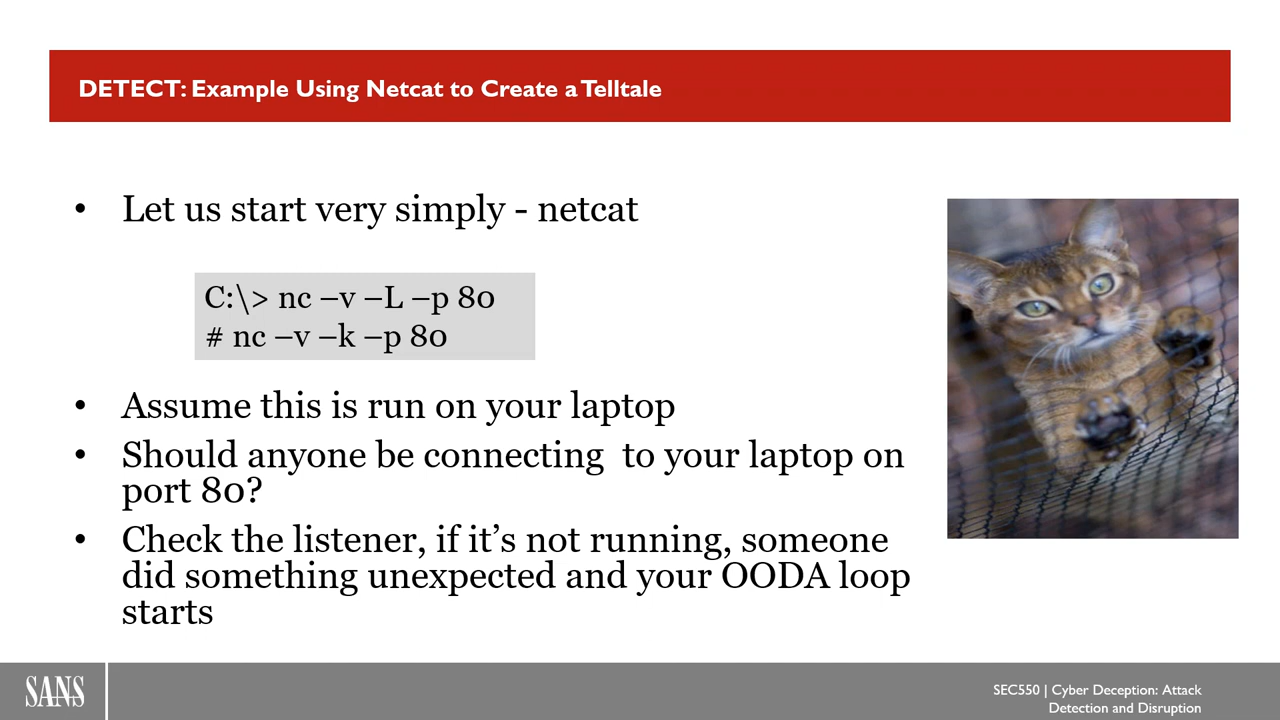 DETECT: Example Using Netcat to Create a Telltale
• Let us start very simply - netcat
C:\> nc –v –L –p 80
# nc –v –k –p 80
• Assume this is run on your laptop
• Should anyone be connecting  to your laptop on
port 80?
• Check the listener, if it’s not running, someone
did something unexpected and your OODA loop
starts
SANS
SEC550 | Cyber Deception: Attack
Detection and Disruption